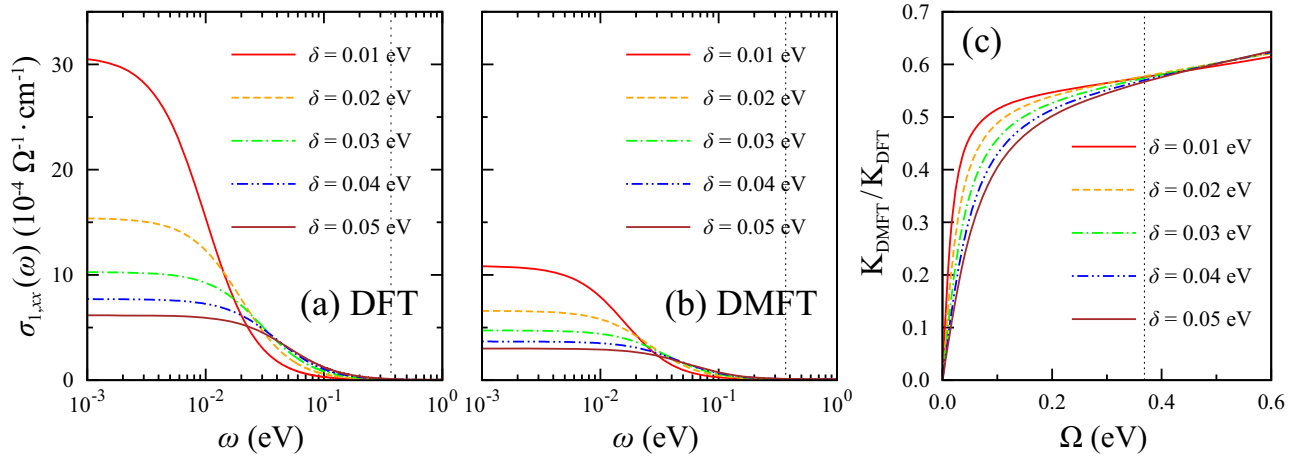 σ1,xx(ω) (10⁻⁴ Ω⁻¹·cm⁻¹)
30
20
10
0
δ = 0.01 eV
δ = 0.02 eV
δ = 0.03 eV
δ = 0.04 eV
δ = 0.05 eV
(a) DFT
10⁻³ 10⁻² 10⁻¹ 10⁰
ω (eV)
δ = 0.01 eV
δ = 0.02 eV
δ = 0.03 eV
δ = 0.04 eV
δ = 0.05 eV
(b) DMFT
10⁻³ 10⁻² 10⁻¹ 10⁰
ω (eV)
K_DMFT / K_DFT
0.7
0.6
0.5
0.4
0.3
0.2
0.1
0.0
(c)
δ = 0.01 eV
δ = 0.02 eV
δ = 0.03 eV
δ = 0.04 eV
δ = 0.05 eV
0.0 0.2 0.4 0.6
Ω (eV)